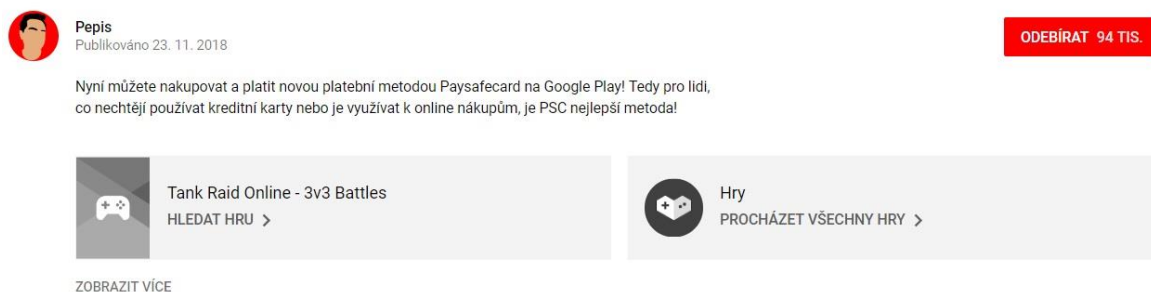 Pepis
Publikováno 23. 11. 2018
ODEBÍRAT 94 TIS.
Nyní můžete nakupovat a platit novou platební metodou Paysafecard na Google Play! Tedy pro lidi,
co nechtějí používat kreditní karty nebo je využívat k online nákupům, je PSC nejlepší metoda!
Tank Raid Online - 3v3 Battles
HLEDAT HRU >
Hry
PROCHÁZET VŠECHNY HRY >
ZOBRAZIT VÍCE